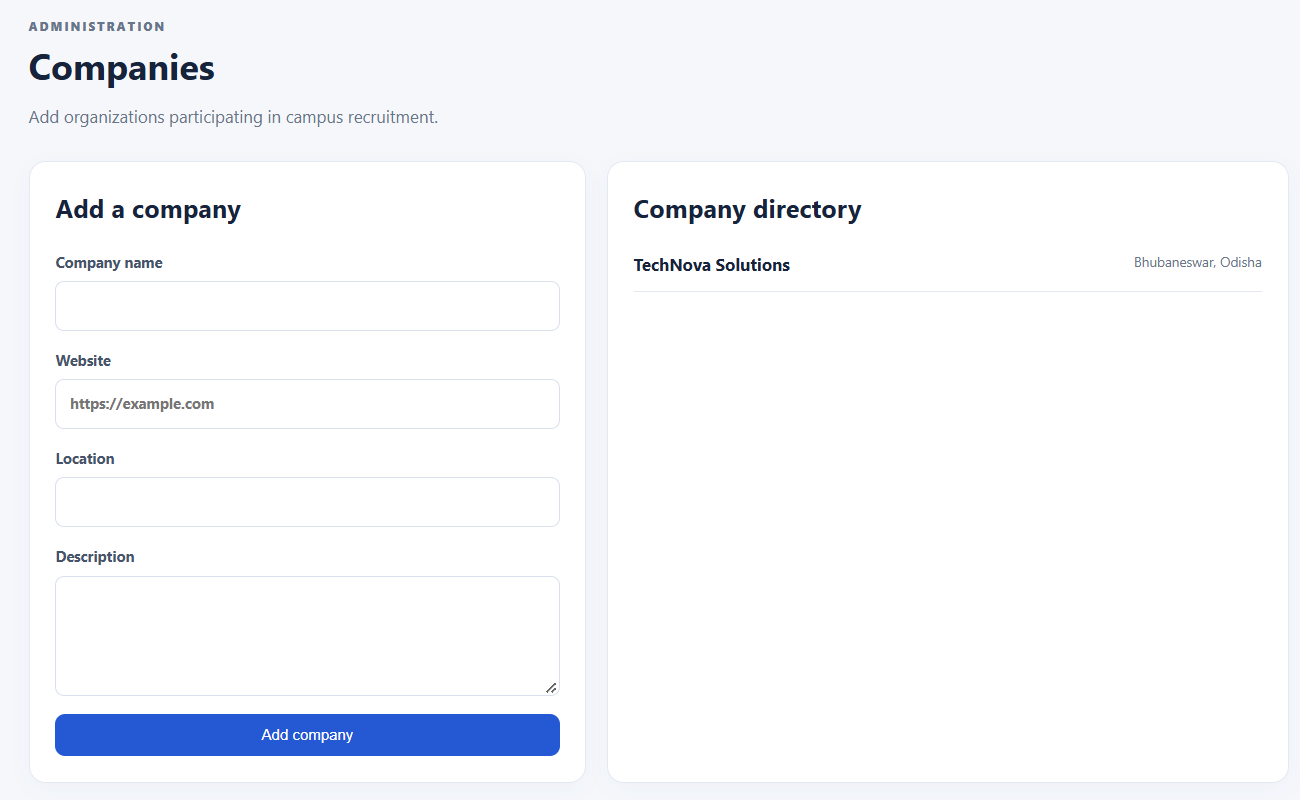 ADMINISTRATION
Companies
Add organizations participating in campus recruitment.
Add a company
Company name
Website
https://example.com
Location
Description
Add company
Company directory
TechNova Solutions
Bhubaneswar, Odisha